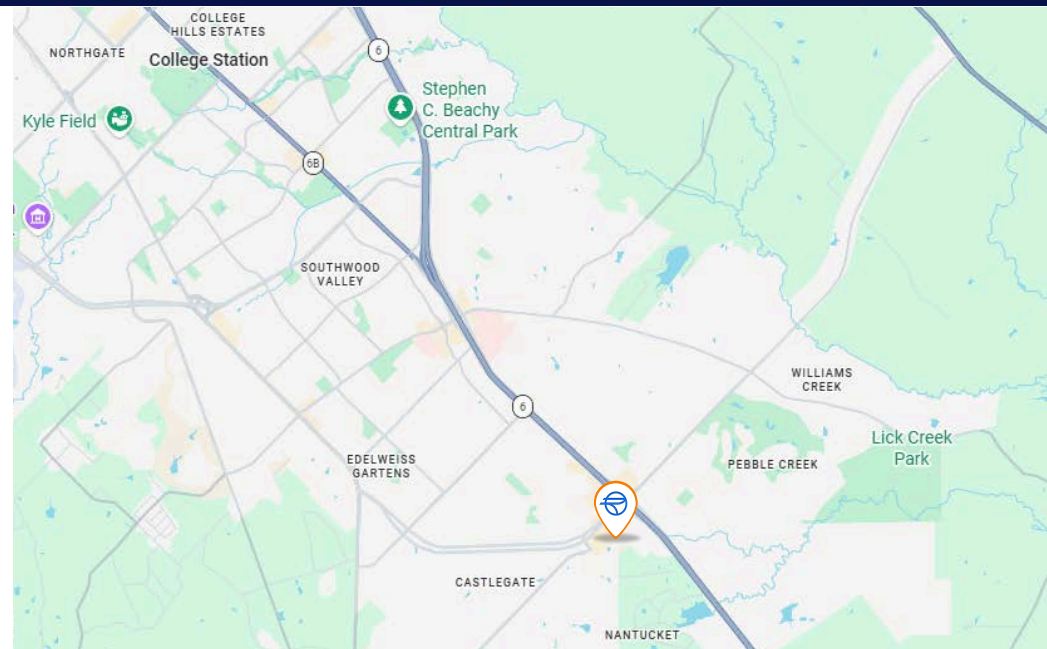 COLLEGE
HILLS ESTATES
NORTHGATE
College Station
6
Stephen
C. Beachy
Central Park
Kyle Field
6B
SOUTHWOOD
VALLEY
WILLIAMS
CREEK
6
Lick Creek
Park
EDELWEISS
GARTENS
PEBBLE CREEK
CASTLEGATE
NANTUCKET